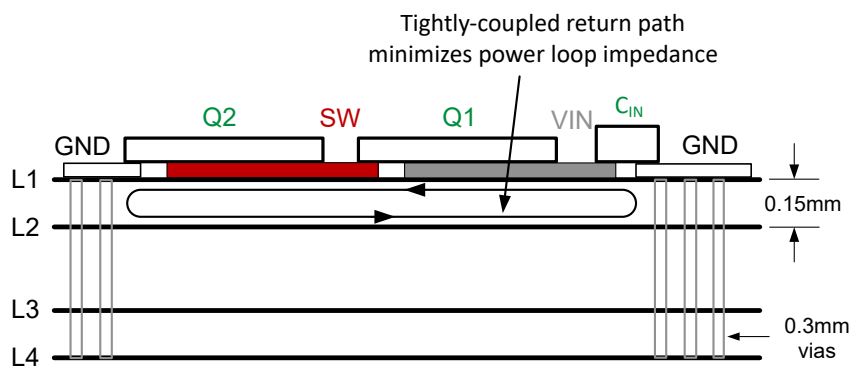 Tightly-coupled return path
minimizes power loop impedance
Q2
SW
Q1
VIN
CIN
GND
GND
L1
0.15mm
L2
L3
0.3mm
vias
L4